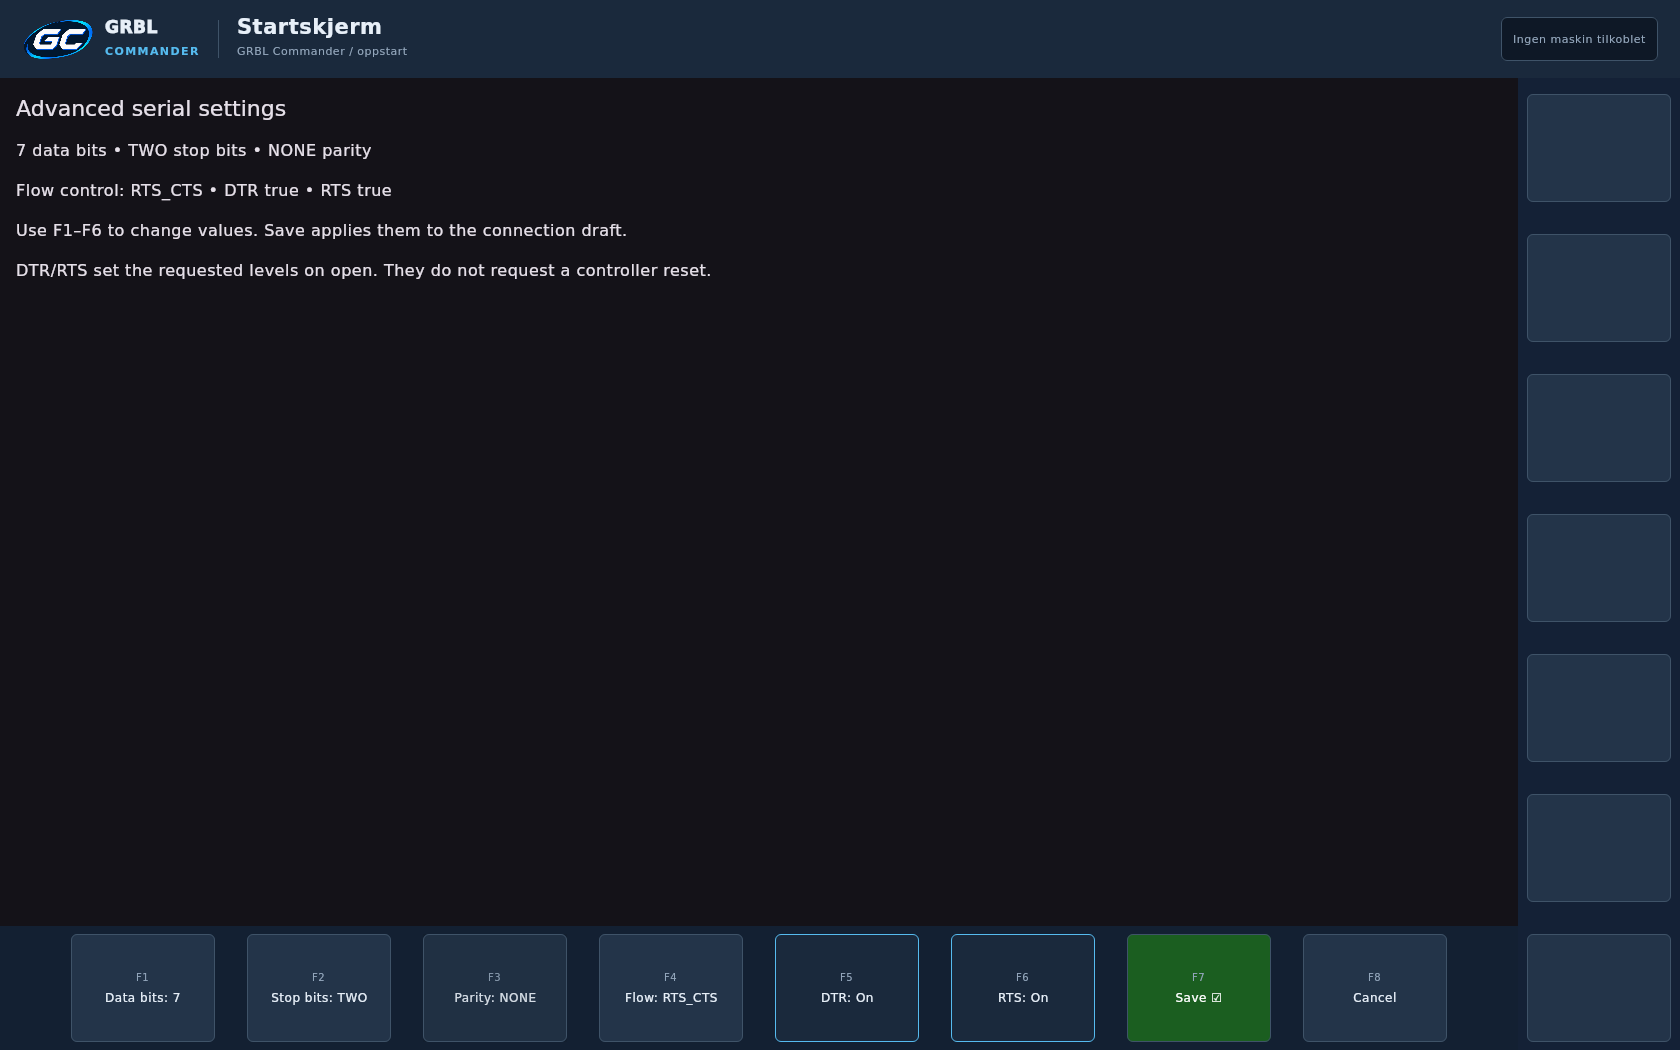 GC
GRBL
COMMANDER
Startskjerm
GRBL Commander / oppstart
Ingen maskin tilkoblet
Advanced serial settings
7 data bits • TWO stop bits • NONE parity
Flow control: RTS_CTS • DTR true • RTS true
Use F1–F6 to change values. Save applies them to the connection draft.
DTR/RTS set the requested levels on open. They do not request a controller reset.
F1
Data bits: 7
F2
Stop bits: TWO
F3
Parity: NONE
F4
Flow: RTS_CTS
F5
DTR: On
F6
RTS: On
F7
Save ☑
F8
Cancel